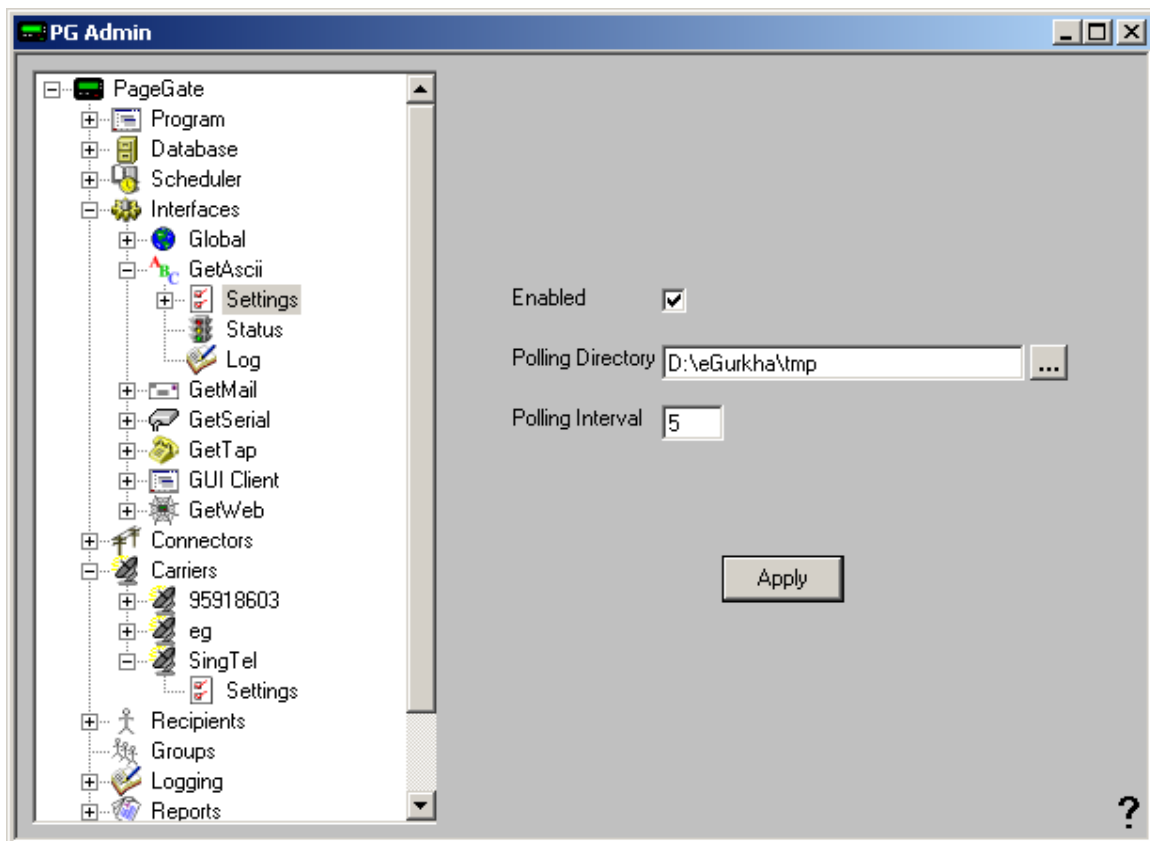 PG Admin
PageGate
Program
Database
Scheduler
Interfaces
Global
ABC GetAscii
Settings
Status
Log
GetMail
GetSerial
GetTap
GUI Client
GetWeb
Connectors
Carriers
95918603
eg
SingTel
Settings
Recipients
Groups
Logging
Reports
Enabled
Polling Directory D:\eGurkha\tmp ...
Polling Interval 5
Apply
?